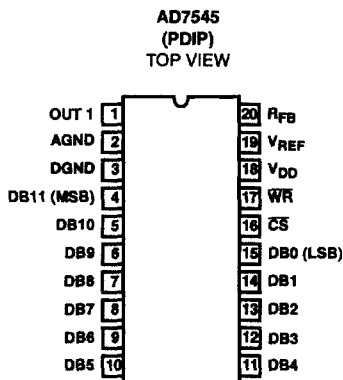 AD7545
(PDIP)
TOP VIEW
OUT 1 1 20 RFB
AGND 2 19 VREF
DGND 3 18 VDD
DB11 (MSB) 4 17 W̅R̅
DB10 5 16 C̅S̅
DB9 6 15 DB0 (LSB)
DB8 7 14 DB1
DB7 8 13 DB2
DB6 9 12 DB3
DB5 10 11 DB4